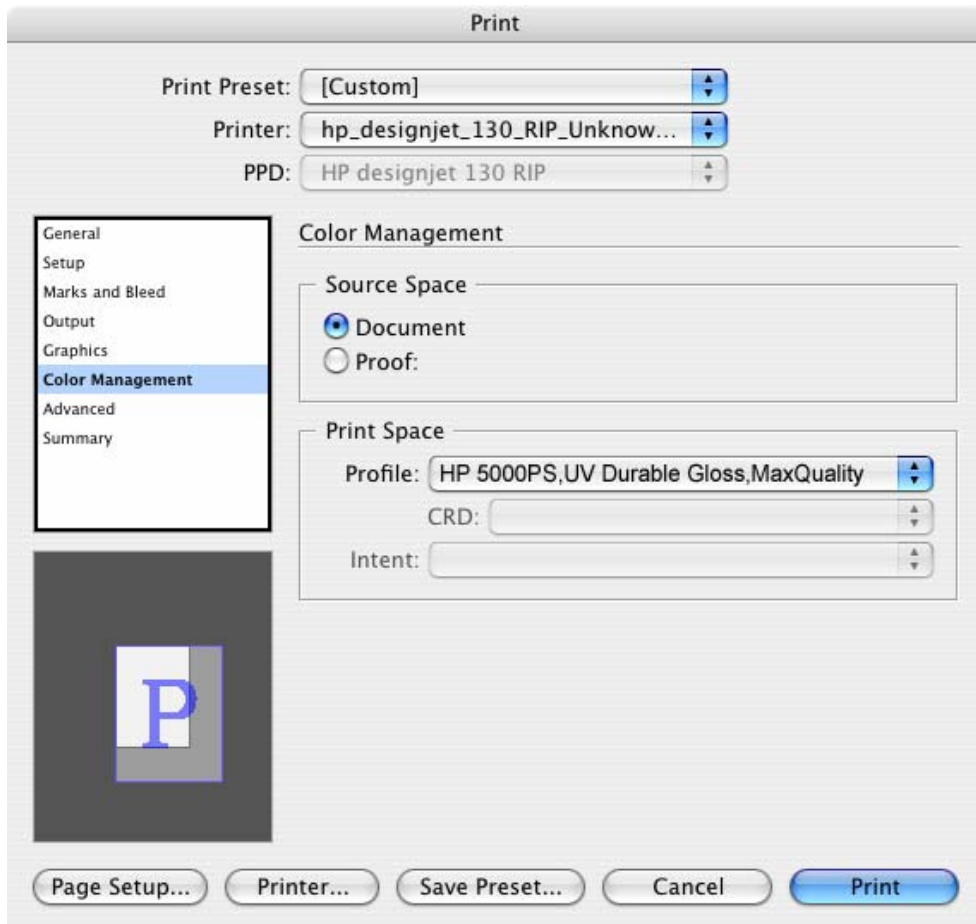 Print
Print Preset: [Custom]
Printer: hp_designjet_130_RIP_Unknow...
PPD: HP designjet 130 RIP
General
Setup
Marks and Bleed
Output
Graphics
Color Management
Advanced
Summary
Color Management
Source Space
Document
Proof:
Print Space
Profile: HP 5000PS,UV Durable Gloss,MaxQuality
CRD:
Intent:
P
Page Setup... Printer... Save Preset... Cancel Print